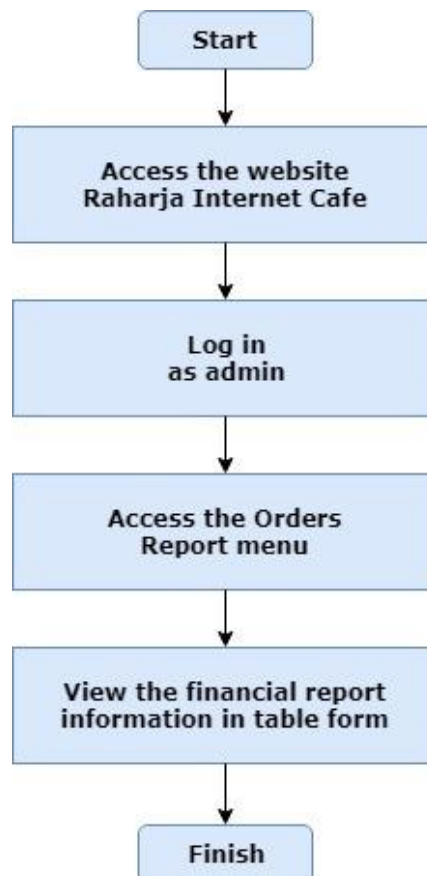 Start
Access the website
Raharja Internet Cafe
Log in
as admin
Access the Orders
Report menu
View the financial report
information in table form
Finish